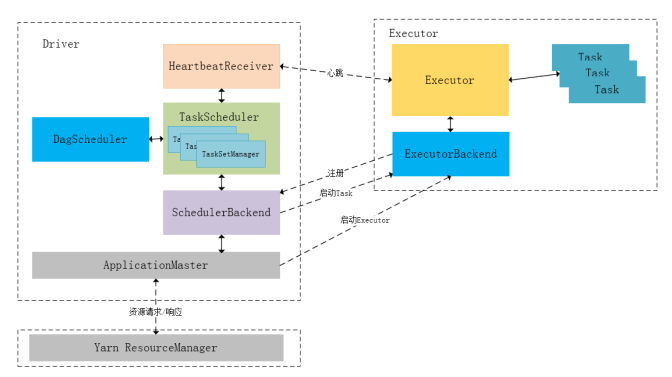 Driver
Executor
HeartbeatReceiver
心跳
Executor
Task
Task
Task
TaskScheduler
Ta
Tas
TaskSetManager
DagScheduler
ExecutorBackend
注册
启动Task
SchedulerBackend
启动Executor
ApplicationMaster
资源请求/响应
Yarn ResourceManager